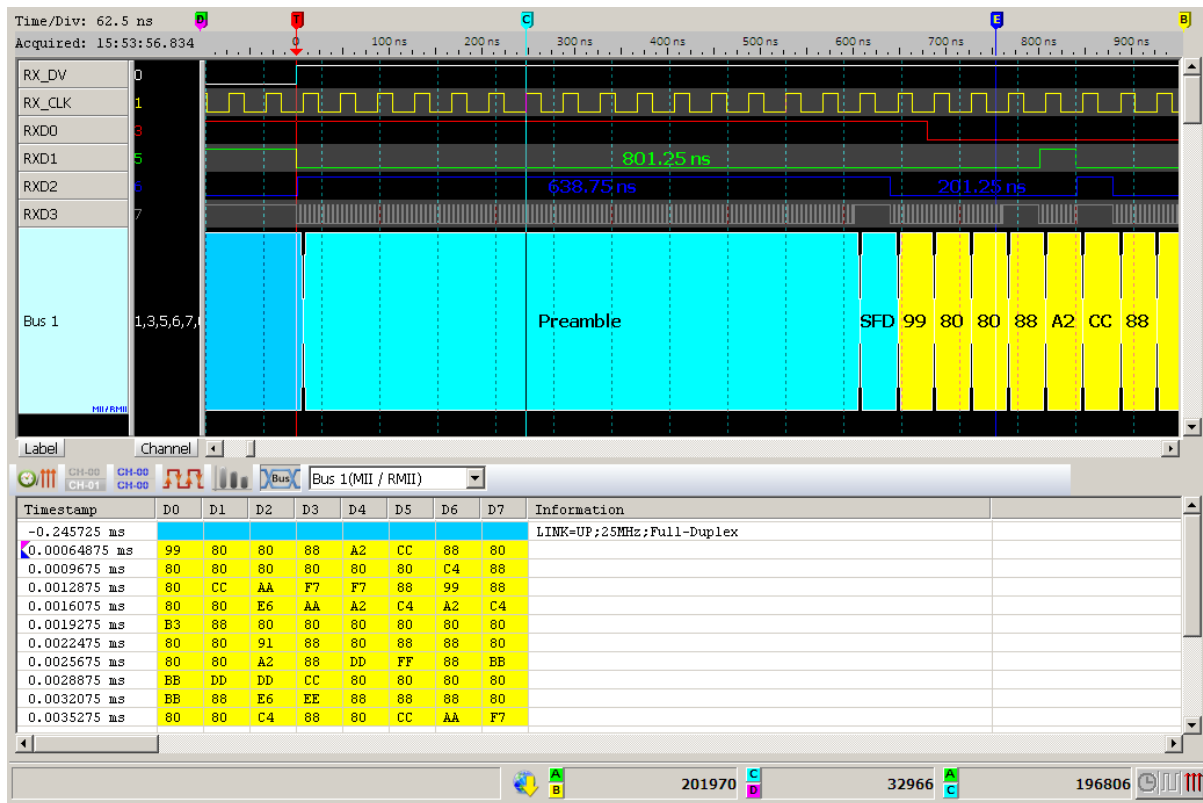 Time/Div: 62.5 ns D T C E B
Acquired: 15:53:56.834 0 100 ns 200 ns 300 ns 400 ns 500 ns 600 ns 700 ns 800 ns 900 ns
RX_DV 0
RX_CLK 1
RXD0 3
RXD1 5 801.25 ns
RXD2 6 638.75 ns 201.25 ns
RXD3 7
Bus 1 1,3,5,6,7, Preamble SFD 99 80 80 88 A2 CC 88
MII/RMII
Label Channel
CH-00 CH-01 CH-00 CH-00 Bus Bus 1(MII / RMII)
Timestamp D0 D1 D2 D3 D4 D5 D6 D7 Information
-0.245725 ms LINK=UP;25MHz;Full-Duplex
0.00064875 ms 99 80 80 88 A2 CC 88 80
0.0009675 ms 80 80 80 80 80 80 C4 88
0.0012875 ms 80 CC AA F7 F7 88 99 88
0.0016075 ms 80 80 E6 AA A2 C4 A2 C4
0.0019275 ms B3 88 80 80 80 80 80 80
0.0022475 ms 80 80 91 88 80 88 88 80
0.0025675 ms 80 80 A2 88 DD FF 88 BB
0.0028875 ms BB DD DD CC 80 80 80 80
0.0032075 ms BB 88 E6 EE 88 88 88 80
0.0035275 ms 80 80 C4 88 80 CC AA F7
A B 201970 C D 32966 A C 196806